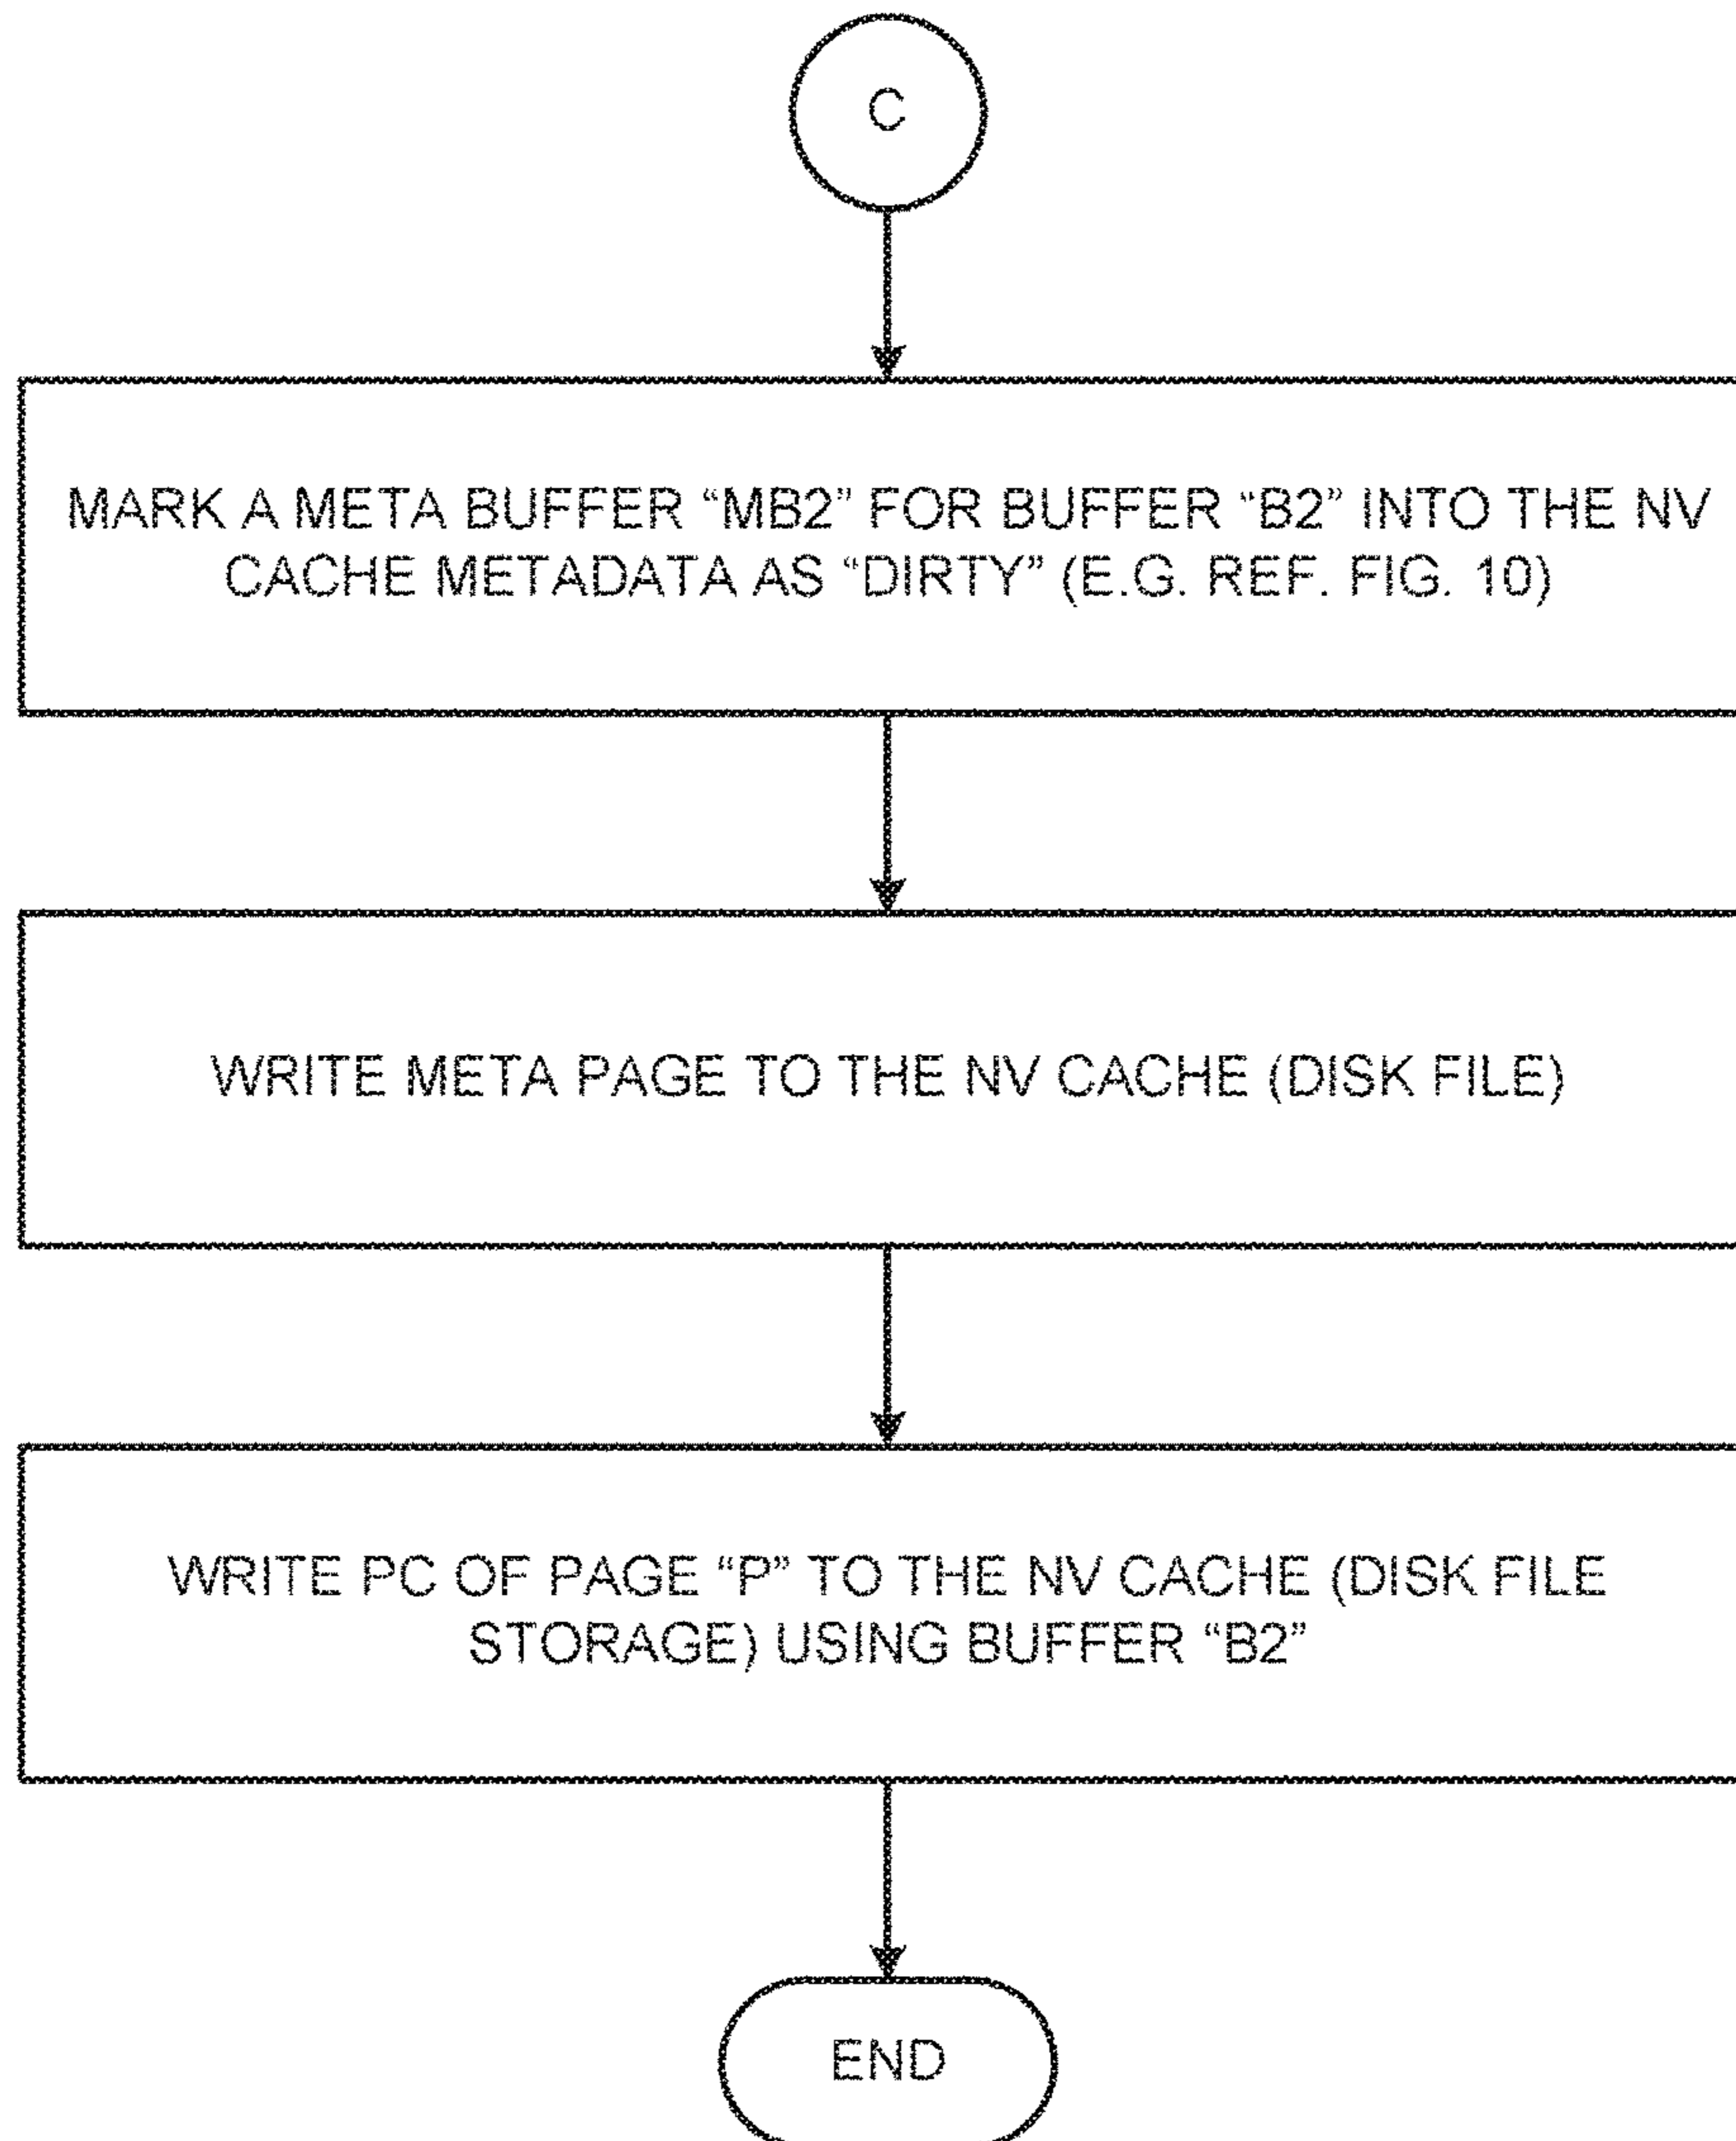 C
MARK A META BUFFER “MB2” FOR BUFFER “B2” INTO THE NV
CACHE METADATA AS “DIRTY” (E.G. REF. FIG. 10)
WRITE META PAGE TO THE NV CACHE (DISK FILE)
WRITE PC OF PAGE “P” TO THE NV CACHE (DISK FILE
STORAGE) USING BUFFER “B2”
END